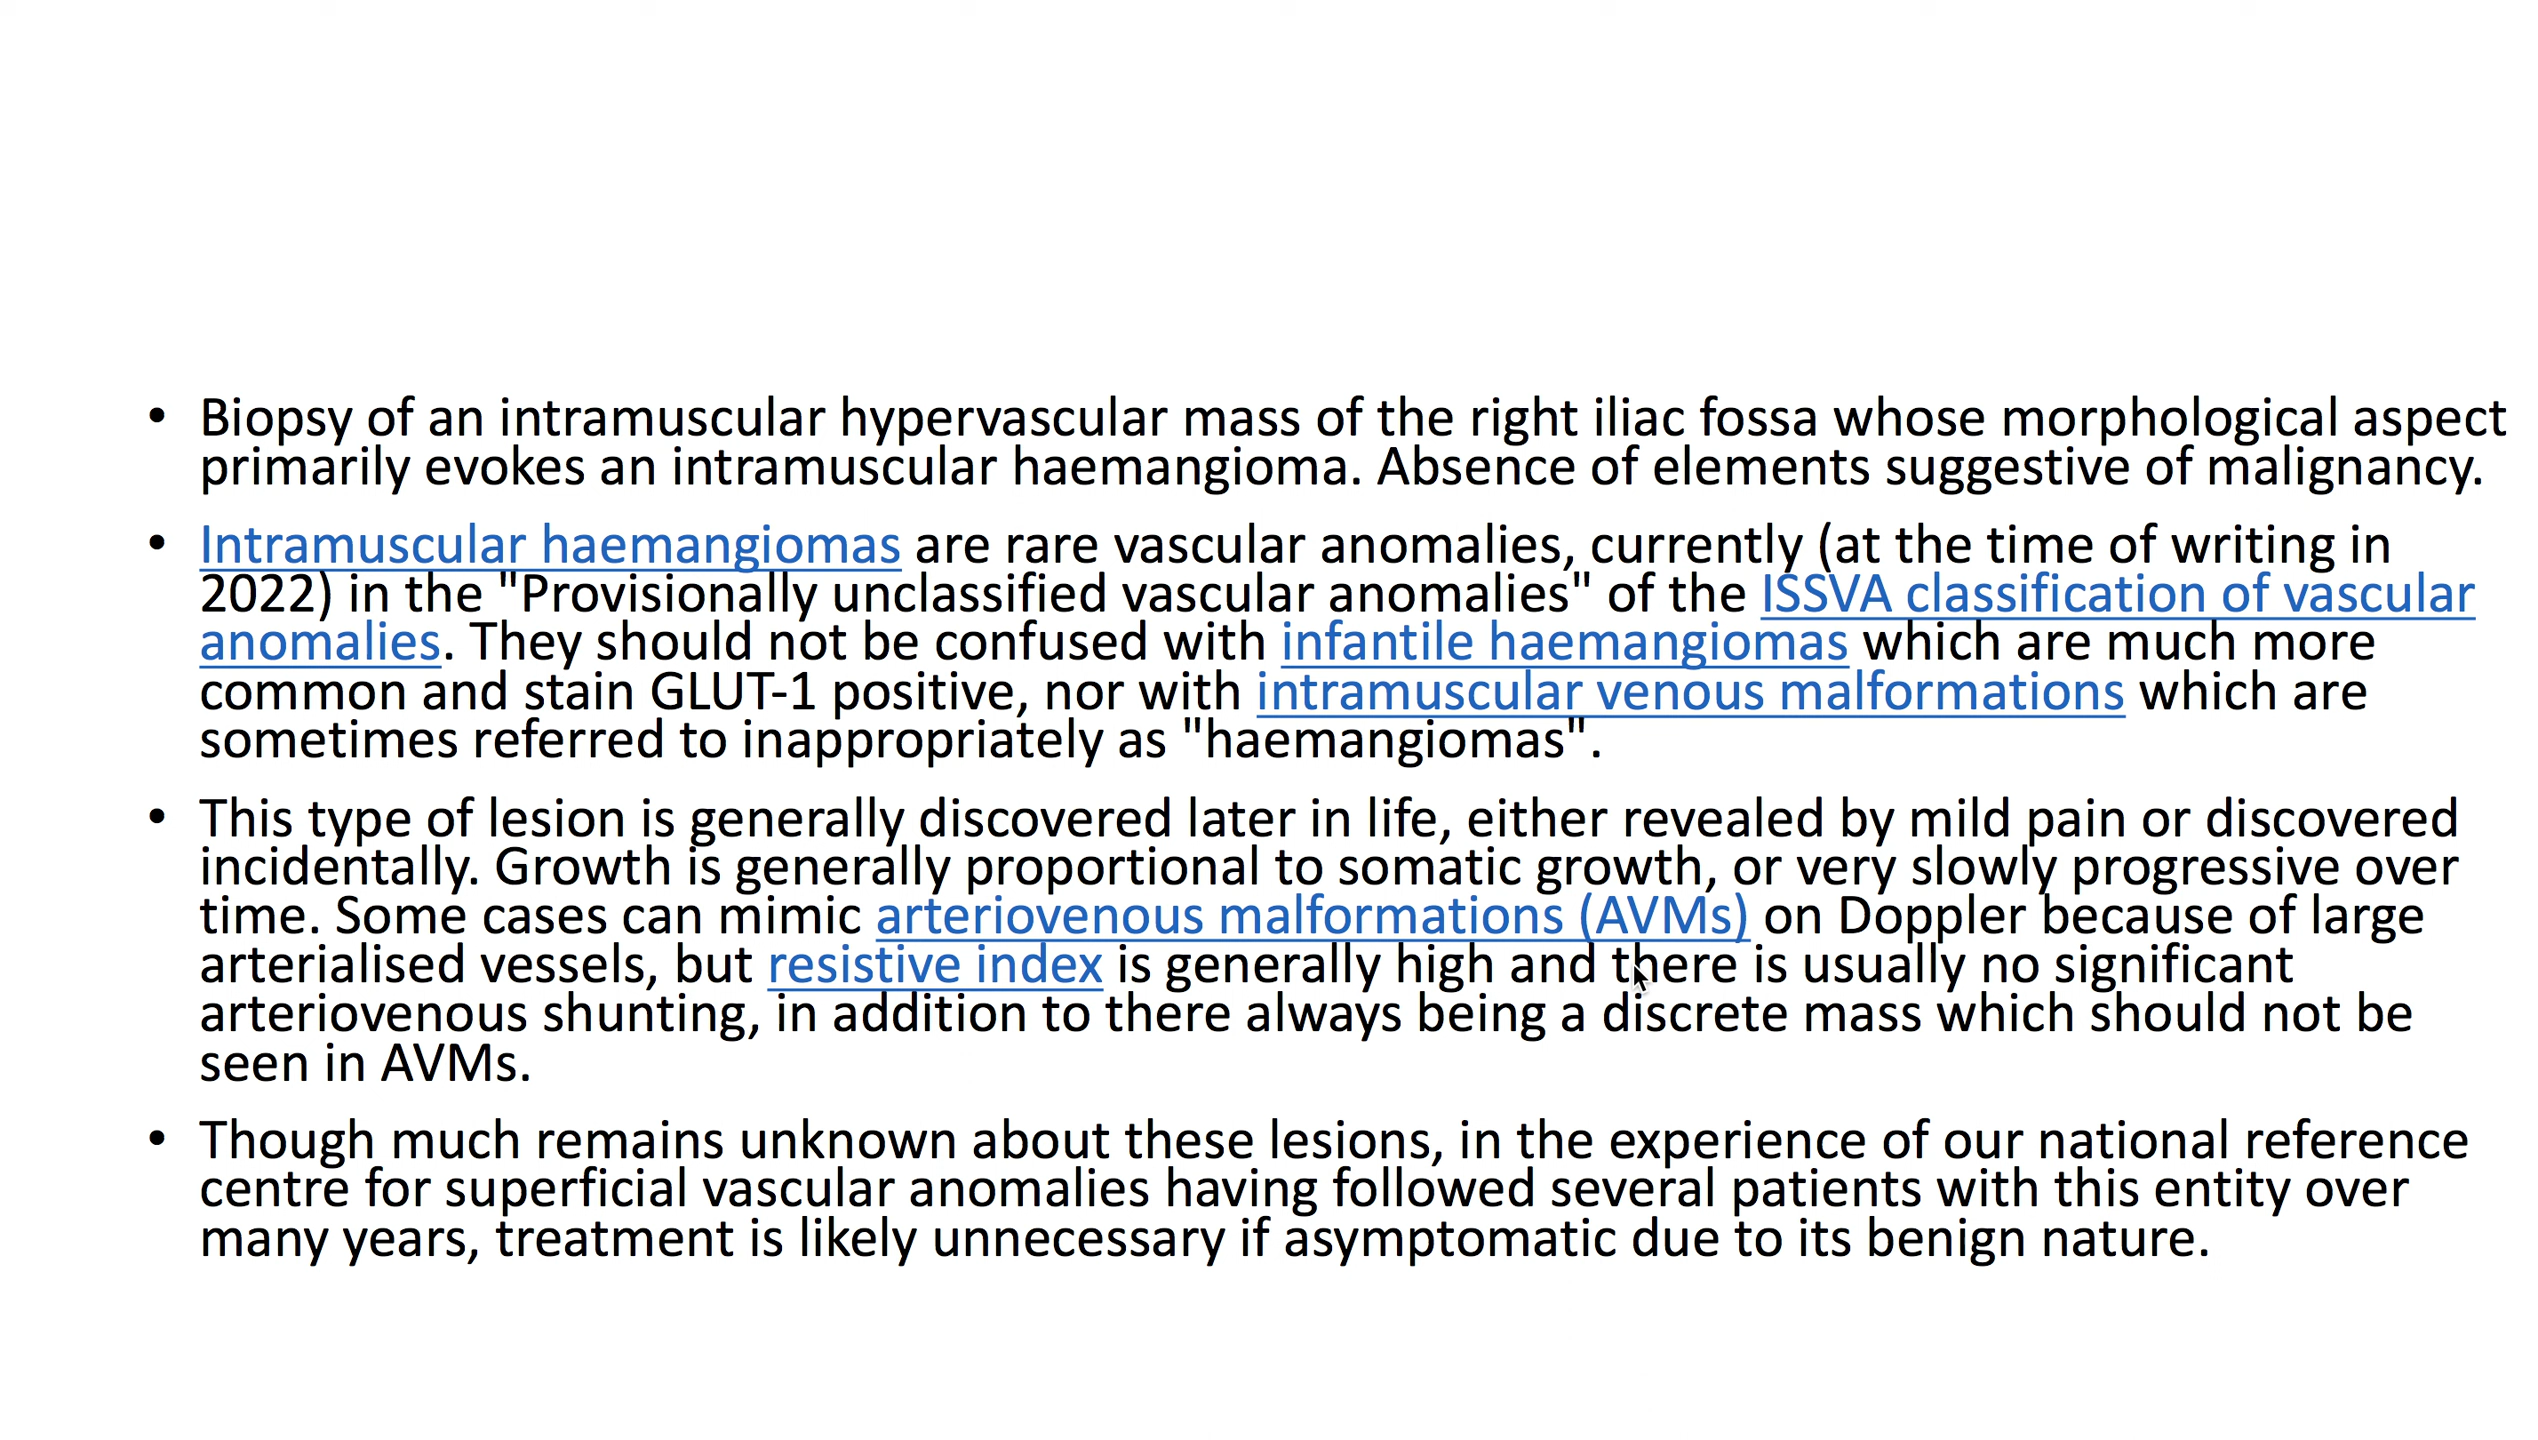 • Biopsy of an intramuscular hypervascular mass of the right iliac fossa whose morphological aspect
primarily evokes an intramuscular haemangioma. Absence of elements suggestive of malignancy.
• Intramuscular haemangiomas are rare vascular anomalies, currently (at the time of writing in
2022) in the "Provisionally unclassified vascular anomalies" of the ISSVA classification of vascular
anomalies. They should not be confused with infantile haemangiomas which are much more
common and stain GLUT-1 positive, nor with intramuscular venous malformations which are
sometimes referred to inappropriately as "haemangiomas".
• This type of lesion is generally discovered later in life, either revealed by mild pain or discovered
incidentally. Growth is generally proportional to somatic growth, or very slowly progressive over
time. Some cases can mimic arteriovenous malformations (AVMs) on Doppler because of large
arterialised vessels, but resistive index is generally high and there is usually no significant
arteriovenous shunting, in addition to there always being a discrete mass which should not be
seen in AVMs.
• Though much remains unknown about these lesions, in the experience of our national reference
centre for superficial vascular anomalies having followed several patients with this entity over
many years, treatment is likely unnecessary if asymptomatic due to its benign nature.